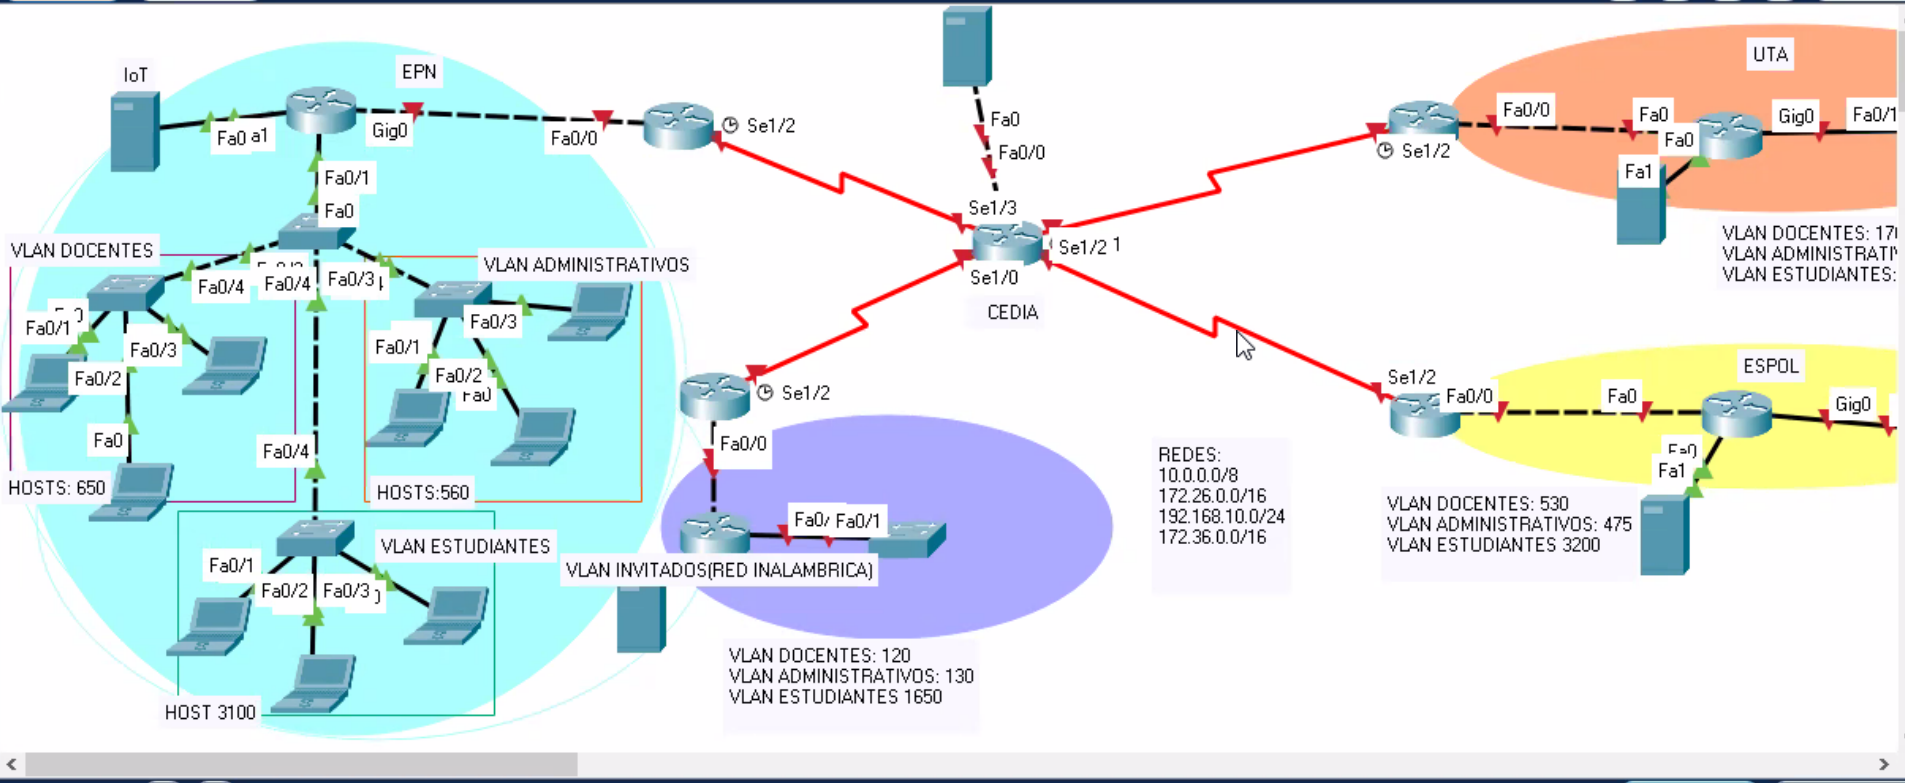 IoT
EPN
Fa0
a1
Gig0
Fa0/0
Se1/2
Fa0/1
Fa0
VLAN DOCENTES
Fa0/4
Fa0/4
Fa0/3
VLAN ADMINISTRATIVOS
Fa0/1
Fa0/3
Fa0/2
Fa0
HOSTS: 650
Fa0/3
Fa0/1
Fa0/2
Fa0
HOSTS:560
Fa0/4
VLAN ESTUDIANTES
Fa0/1
Fa0/2
Fa0/3
HOST 3100
Fa0
Fa0/0
Se1/3
Se1/2
1
Se1/0
CEDIA
Se1/2
Fa0/0
Fa0/
Fa0/1
VLAN INVITADOS(RED INALAMBRICA)
VLAN DOCENTES: 120
VLAN ADMINISTRATIVOS: 130
VLAN ESTUDIANTES 1650
REDES:
10.0.0.0/8
172.26.0.0/16
192.168.10.0/24
172.36.0.0/16
UTA
Fa0/0
Se1/2
Fa0
Fa0
Gig0
Fa0/1
Fa1
VLAN DOCENTES: 17
VLAN ADMINISTRATI
VLAN ESTUDIANTES:
ESPOL
Se1/2
Fa0/0
Fa0
Gig0
Fa0
Fa1
VLAN DOCENTES: 530
VLAN ADMINISTRATIVOS: 475
VLAN ESTUDIANTES 3200